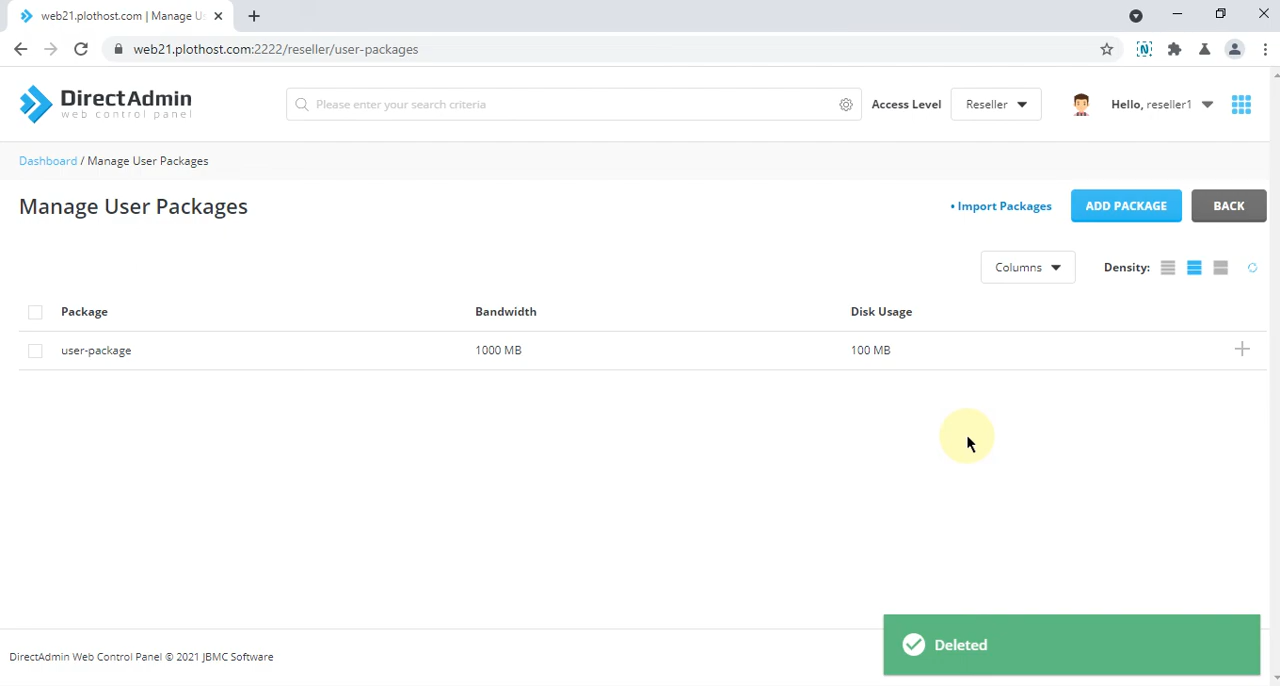 web21.plothost.com | Manage Us
web21.plothost.com:2222/reseller/user-packages
DirectAdmin
web control panel
Please enter your search criteria
Access Level
Reseller
Hello, reseller1
Dashboard / Manage User Packages
Manage User Packages
• Import Packages
ADD PACKAGE
BACK
Columns
Density:
Package Bandwidth Disk Usage
user-package 1000 MB 100 MB
Deleted
DirectAdmin Web Control Panel © 2021 JBMC Software